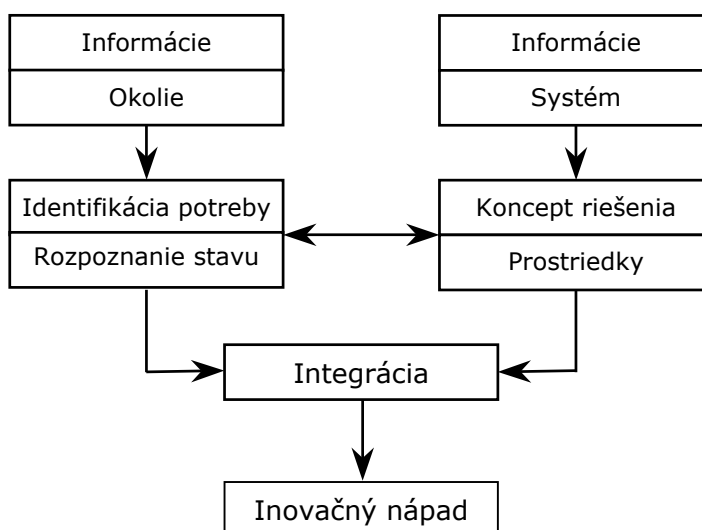 Informácie
Okolie
Informácie
Systém
Identifikácia potreby
Rozpoznanie stavu
Koncept riešenia
Prostriedky
Integrácia
Inovačný nápad